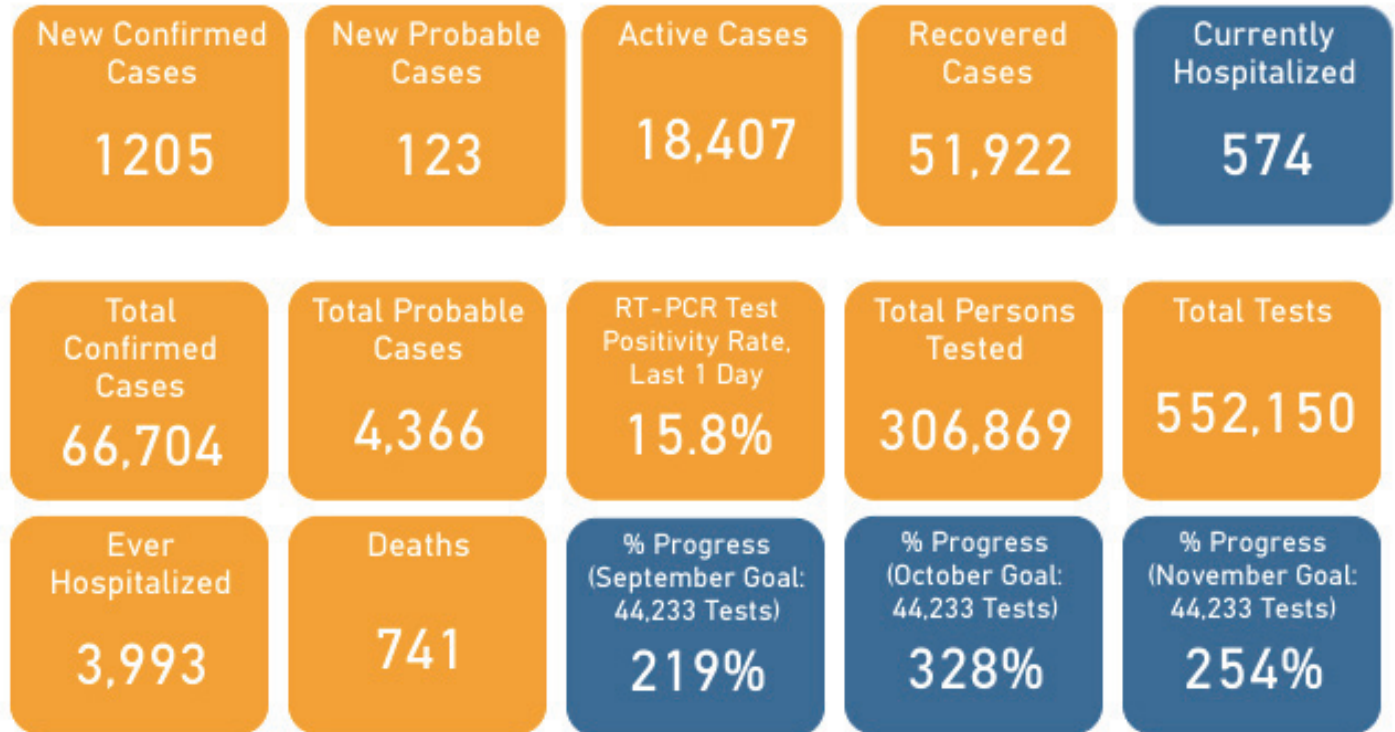 New Confirmed
Cases
1205
New Probable
Cases
123
Active Cases
18,407
Recovered
Cases
51,922
Currently
Hospitalized
574
Total
Confirmed
Cases
66,704
Total Probable
Cases
4,366
RT-PCR Test
Positivity Rate,
Last 1 Day
15.8%
Total Persons
Tested
306,869
Total Tests
552,150
Ever
Hospitalized
3,993
Deaths
741
% Progress
(September Goal:
44,233 Tests)
219%
% Progress
(October Goal:
44,233 Tests)
328%
% Progress
(November Goal:
44,233 Tests)
254%